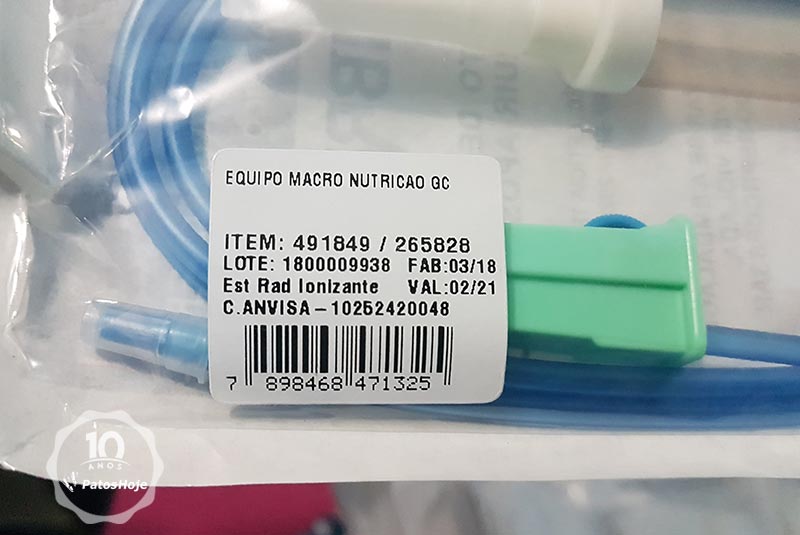 EQUIPO MACRO NUTRICAO GC
ITEM: 491849 / 265828
LOTE: 1800009938 FAB:03/18
Est Rad Ionizante VAL:02/21
C.ANVISA-10252420048
7 898468 471325
10
ANOS
PatosHoje